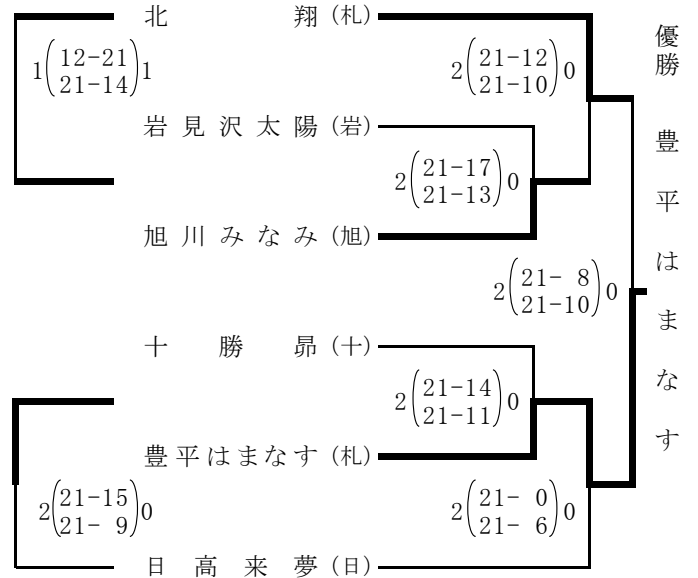 北翔(札)
1(12-21 21-14)1
2(21-12 21-10)0
岩見沢太陽(岩)
2(21-17 21-13)0
旭川みなみ(旭)
2(21- 8 21-10)0
十勝昴(十)
2(21-14 21-11)0
豊平はまなす(札)
2(21-15 21- 9)0
2(21- 0 21- 6)0
日高来夢(日)
優勝 豊平はまなす